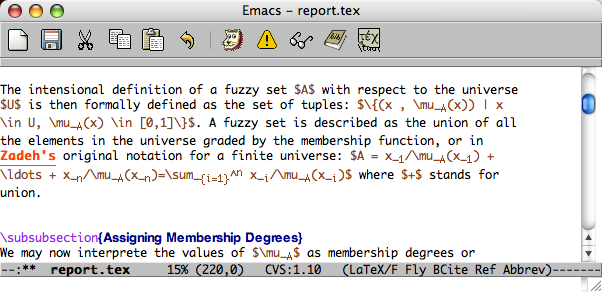 Emacs – report.tex
The intensional definition of a fuzzy set $A$ with respect to the universe
$U$ is then formally defined as the set of tuples: $\{(x , \mu_A(x)) | x
\in U, \mu_A(x) \in [0,1]\}$. A fuzzy set is described as the union of all
the elements in the universe graded by the membership function, or in
Zadeh's original notation for a finite universe: $A = x_1/\mu_A(x_1) +
\ldots + x_n/\mu_A(x_n)=\sum_{i=1}^n x_i/\mu_A(x_i)$ where $+$ stands for
union.
\subsubsection{Assigning Membership Degrees}
We may now interpret the values of $\mu_A$ as membership degrees or
--:** report.tex 15% (220,0) CVS:1.10 (LaTeX/F Fly BCite Ref Abbrev)-------